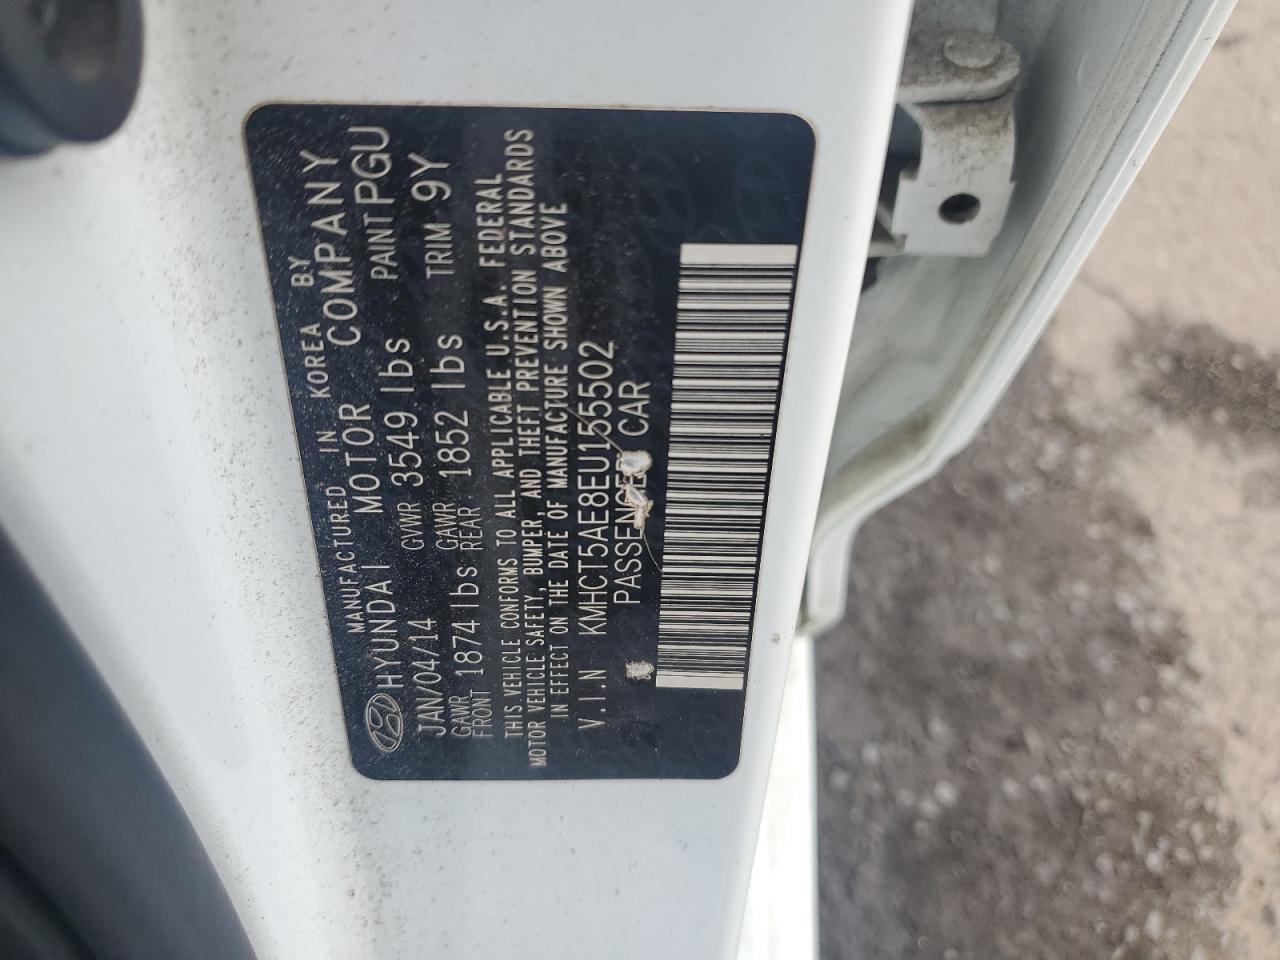 MANUFACTURED IN KOREA BY
HYUNDAI MOTOR COMPANY
JAN/04/14 GVWR 3549 lbs PAINT PGU
GAWR FRONT 1874 lbs GAWR REAR 1852 lbs TRIM 9Y
THIS VEHICLE CONFORMS TO ALL APPLICABLE U.S.A. FEDERAL
MOTOR VEHICLE SAFETY, BUMPER, AND THEFT PREVENTION STANDARDS
IN EFFECT ON THE DATE OF MANUFACTURE SHOWN ABOVE
V.I.N KMHCT5AE8EU155502
PASSENGER CAR